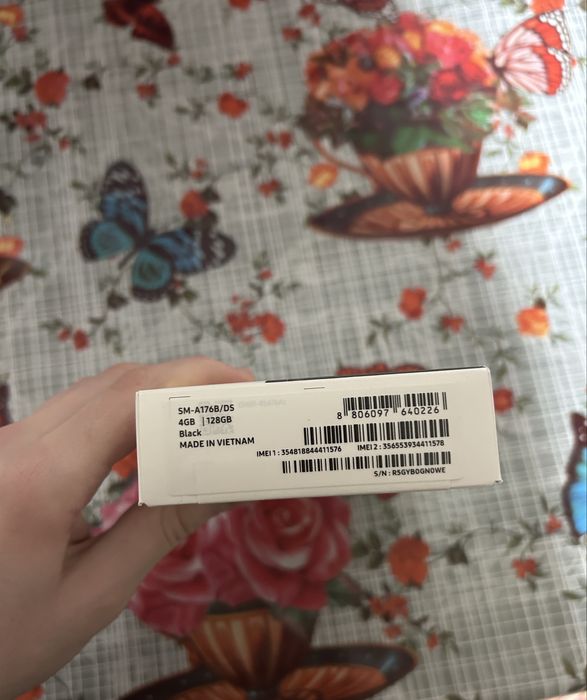 SM-A176B/DS
4GB | 128GB
Black
MADE IN VIETNAM
8 806097 640226
IMEI 1 : 354818844411576 IMEI 2 : 356553934411578
S/N : R5GYB0GN0WE